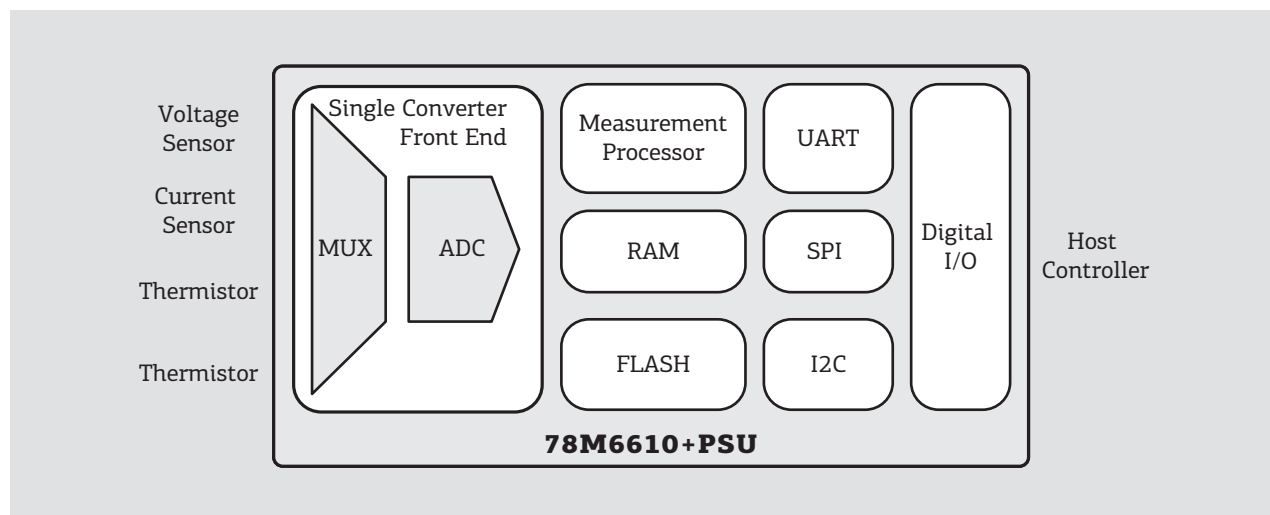 Voltage
Sensor
Current
Sensor
Thermistor
Thermistor
Single Converter
Front End
MUX
ADC
Measurement
Processor
RAM
FLASH
UART
SPI
I2C
Digital
I/O
78M6610+PSU
Host
Controller